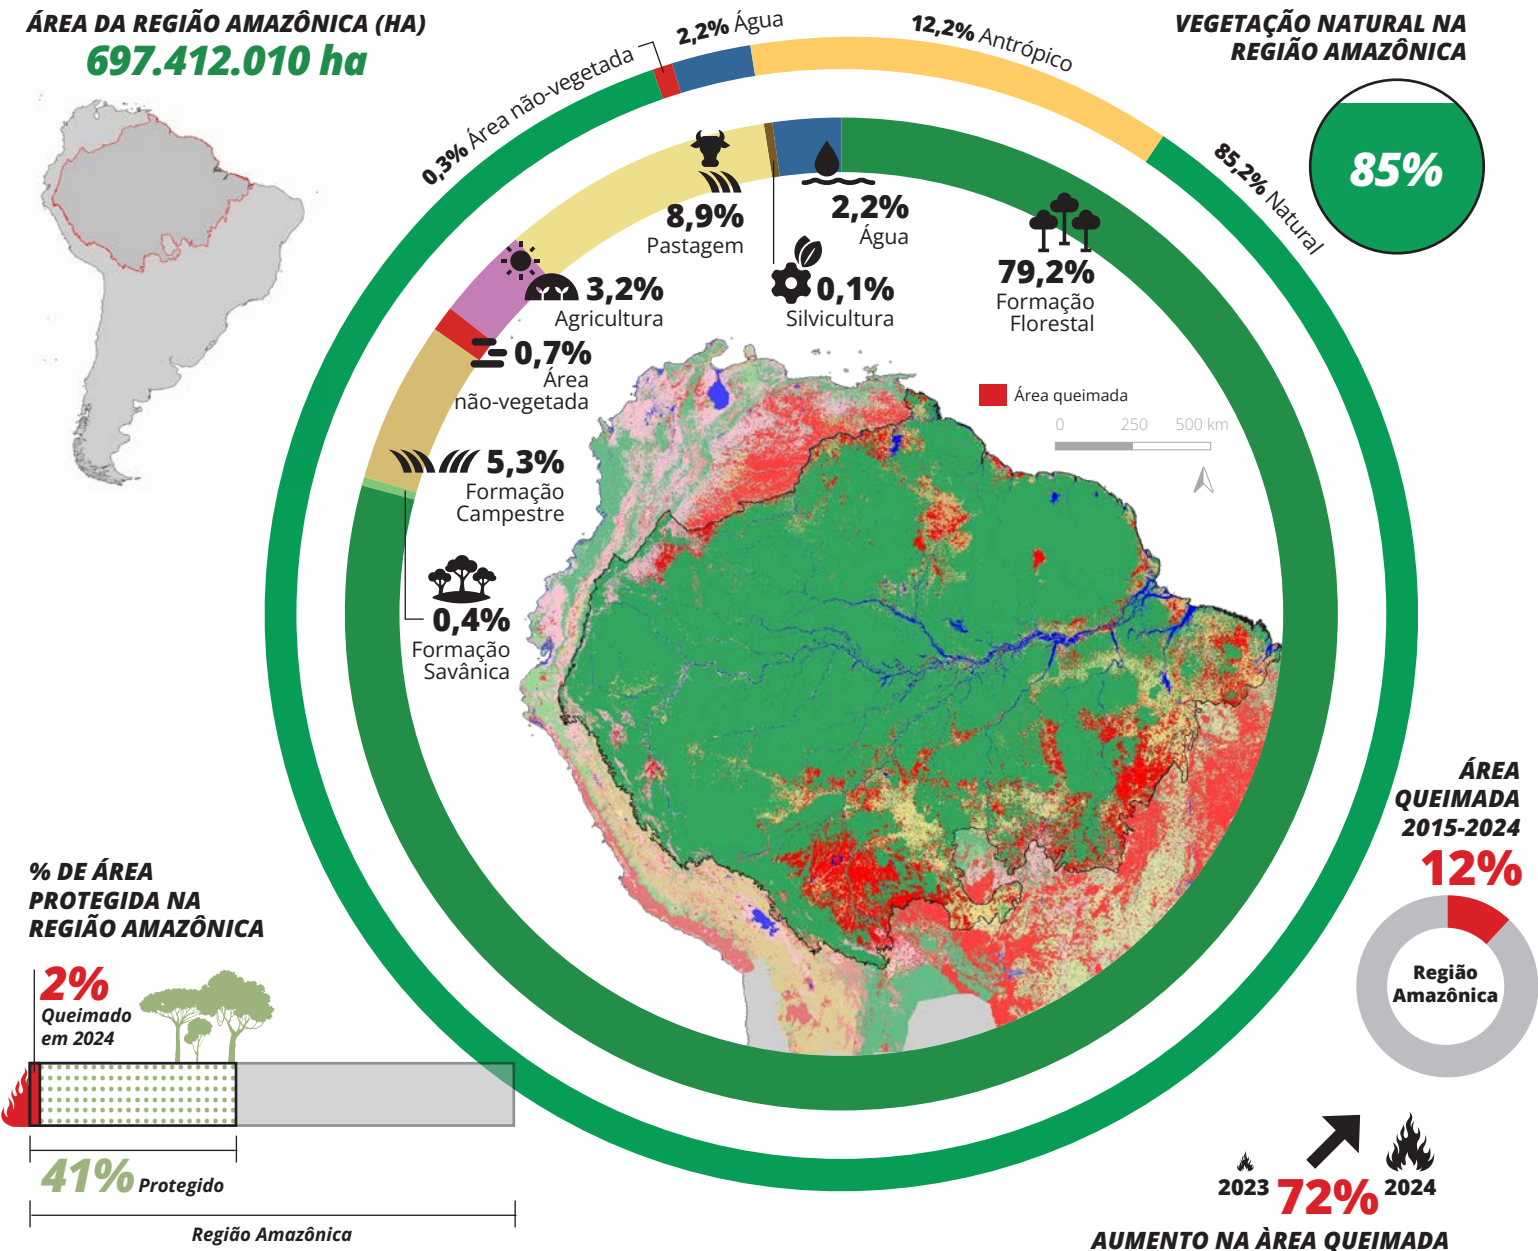 ÁREA DA REGIÃO AMAZÔNICA (HA)
697.412.010 ha
0,3% Área não-vegetada
2,2% Água
12,2% Antrópico
85,2% Natural
VEGETAÇÃO NATURAL NA
REGIÃO AMAZÔNICA
85%
8,9%
Pastagem
2,2%
Água
79,2%
Formação
Florestal
3,2%
Agricultura
0,1%
Silvicultura
0,7%
Área
não-vegetada
5,3%
Formação
Campestre
0,4%
Formação
Savânica
Área queimada
0 250 500 km
ÁREA
QUEIMADA
2015-2024
12%
Região
Amazônica
% DE ÁREA
PROTEGIDA NA
REGIÃO AMAZÔNICA
2%
Queimado
em 2024
41% Protegido
Região Amazônica
2023 72% 2024
AUMENTO NA ÀREA QUEIMADA